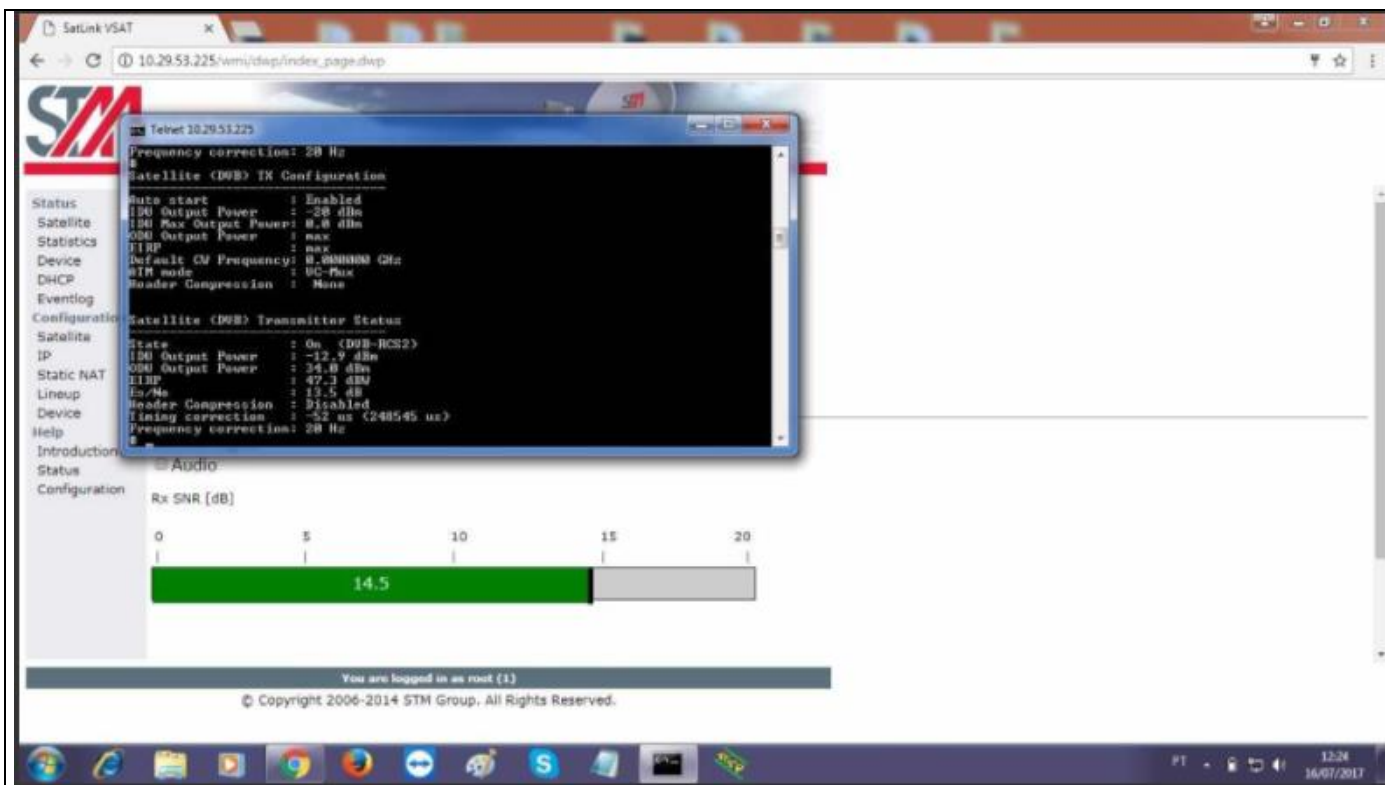 SatLink VSAT
10.29.53.225/wmi/dwp/index_page.dwp
STM
STM
Telnet 10.29.53.225
Frequency correction: 20 Hz
#
Satellite (DVB) TX Configuration
Auto start : Enabled
IDU Output Power : -20 dBm
IDU Max Output Power: 0.0 dBm
ODU Output Power : max
EIRP : max
Default CW Frequency: 0.000000 GHz
ATM mode : VC-Mux
Header Compression : None
Satellite (DVB) Transmitter Status
State : On (DVB-RCS2)
IDU Output Power : -12.9 dBm
ODU Output Power : 34.0 dBm
EIRP : 47.3 dBW
Es/No : 13.5 dB
Header Compression : Disabled
Timing correction : -52 us (248545 us)
Frequency correction: 20 Hz
# _
Status
Satellite
Statistics
Device
DHCP
Eventlog
Configuratio
Satellite
IP
Static NAT
Lineup
Device
Help
Introduction
Status
Configuration
Audio
Rx SNR [dB]
0 5 10 15 20
14.5
You are logged in as root (1)
© Copyright 2006-2014 STM Group. All Rights Reserved.
PT
12:24
16/07/2017